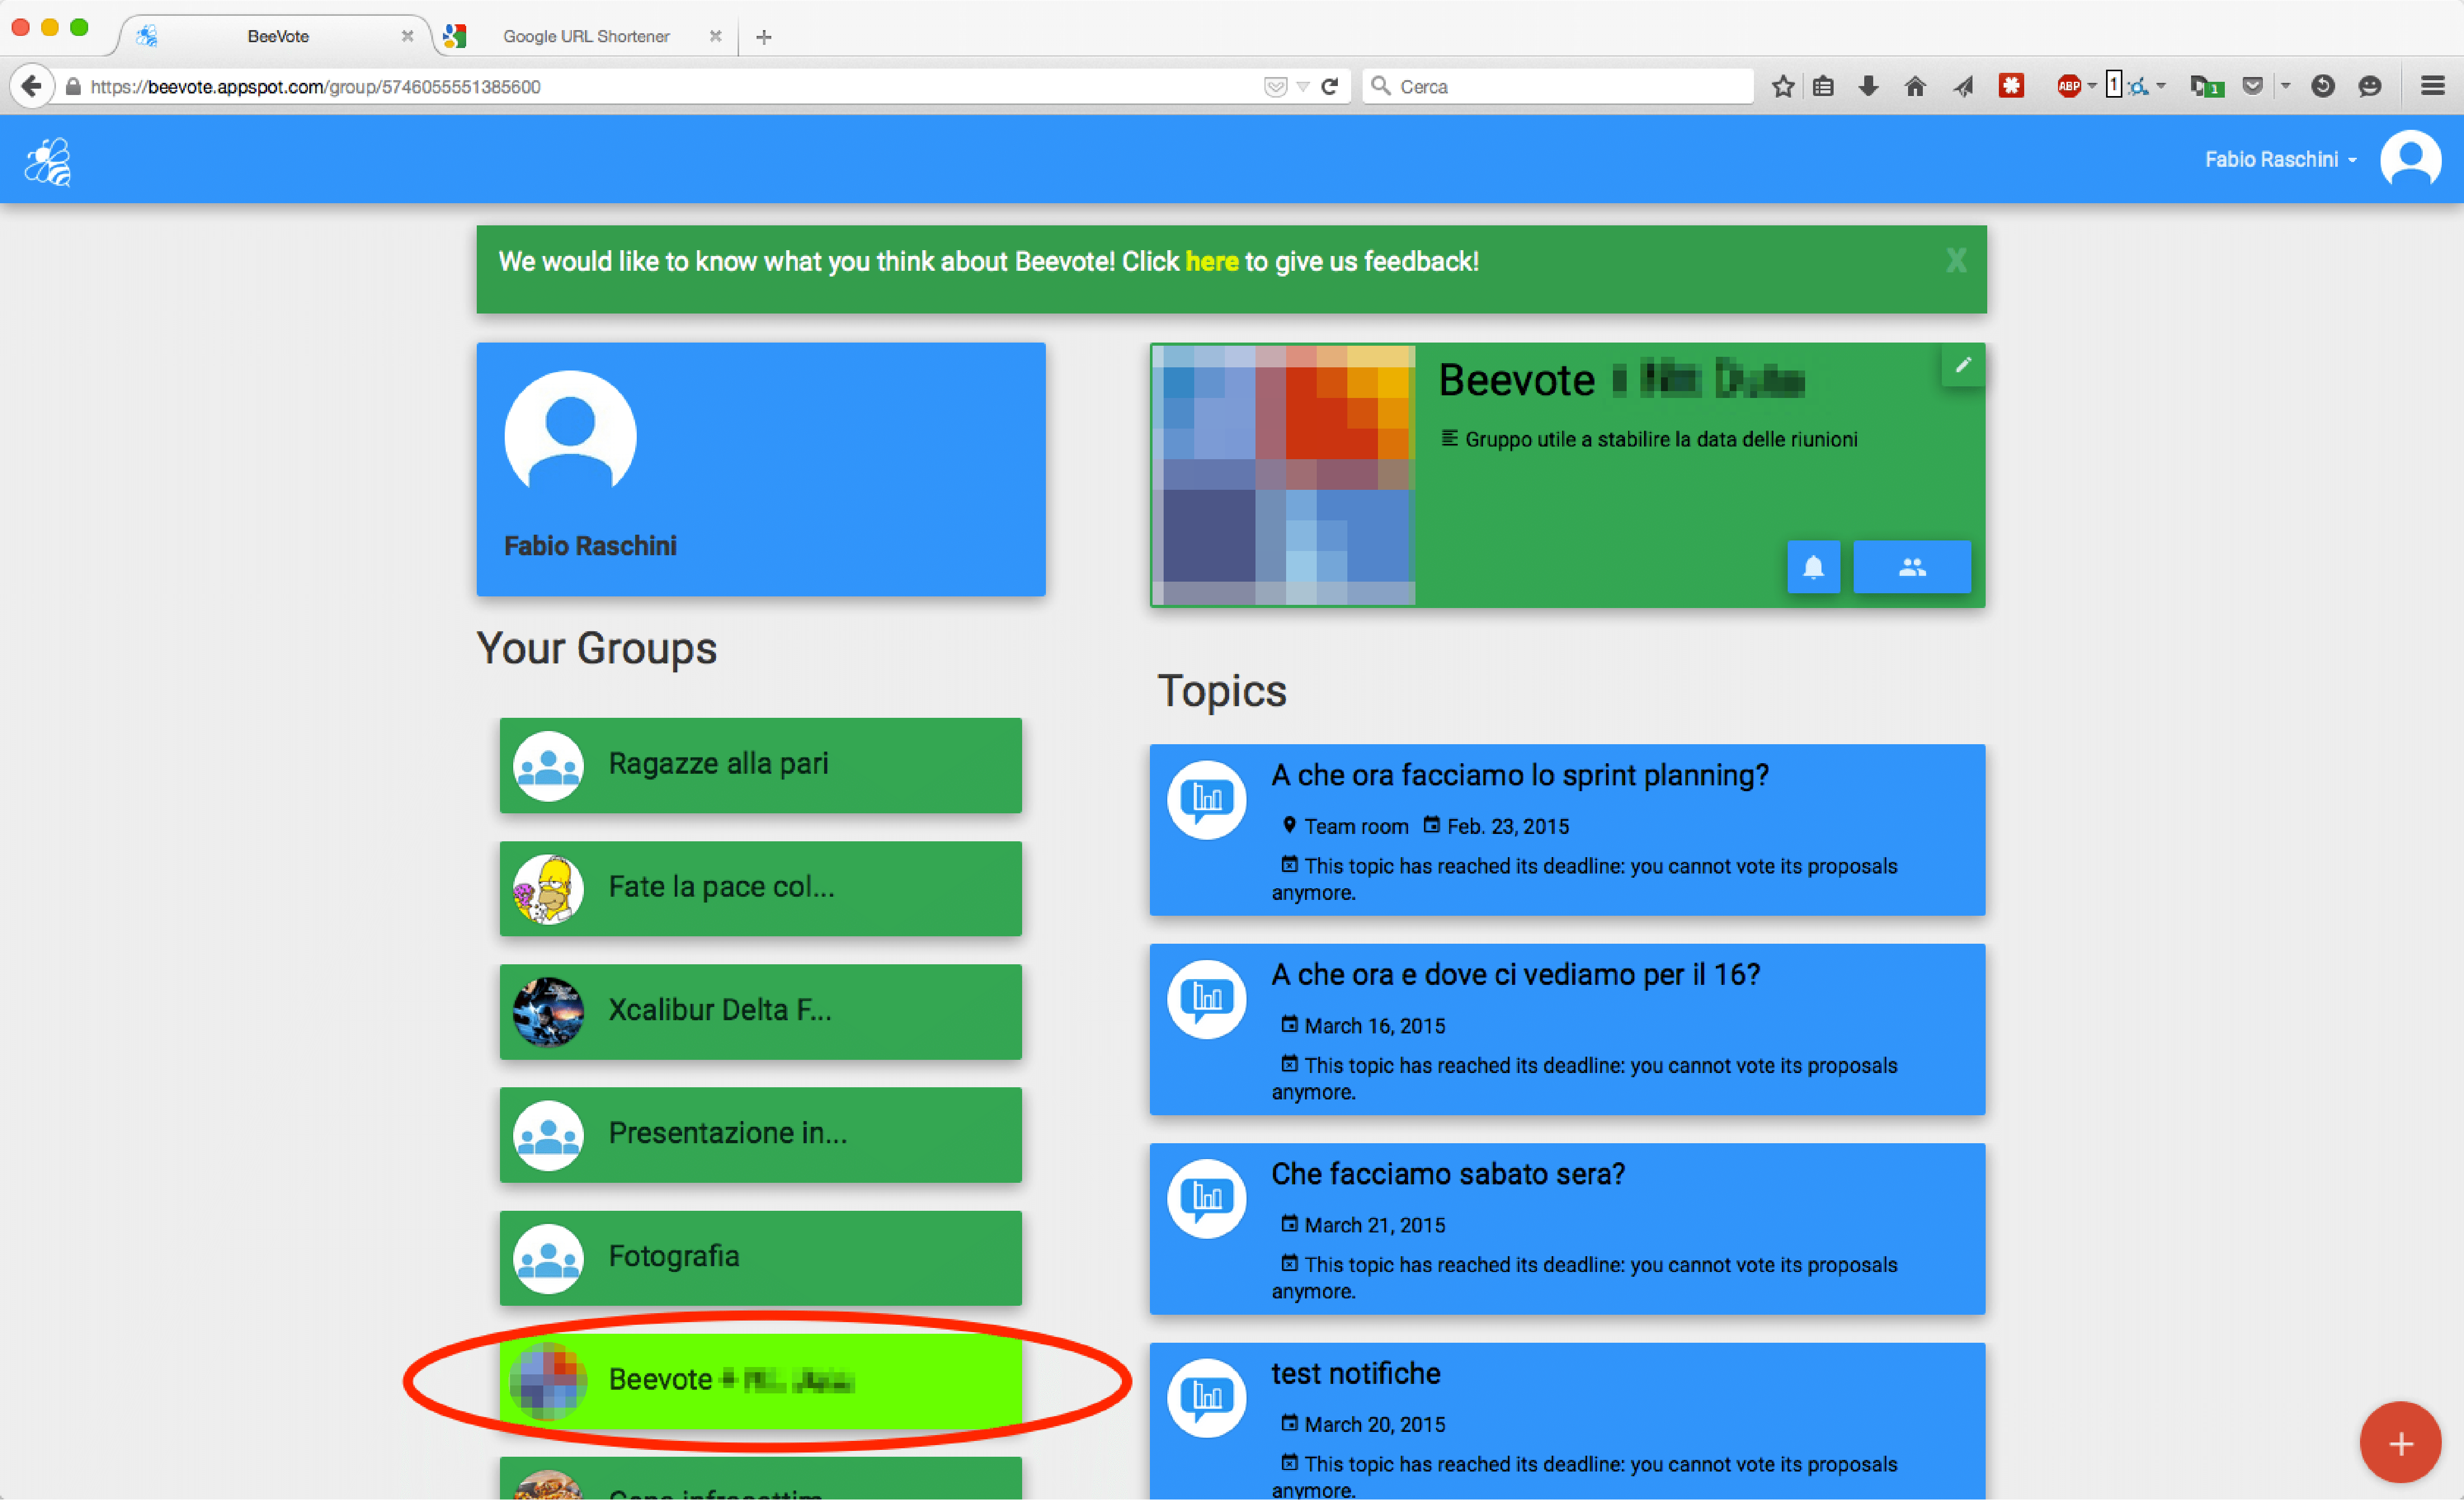 BeeVote
Google URL Shortener
https://beevote.appspot.com/group/5746055551385600
Cerca
ABP
1
1
Fabio Raschini
We would like to know what you think about Beevote! Click here to give us feedback!
X
Fabio Raschini
Beevote
Gruppo utile a stabilire la data delle riunioni
Your Groups
Ragazze alla pari
Fate la pace col...
Xcalibur Delta F...
Presentazione in...
Fotografia
Beevote
Topics
A che ora facciamo lo sprint planning?
Team room Feb. 23, 2015
This topic has reached its deadline: you cannot vote its proposals
anymore.
A che ora e dove ci vediamo per il 16?
March 16, 2015
This topic has reached its deadline: you cannot vote its proposals
anymore.
Che facciamo sabato sera?
March 21, 2015
This topic has reached its deadline: you cannot vote its proposals
anymore.
test notifiche
March 20, 2015
This topic has reached its deadline: you cannot vote its proposals
anymore.